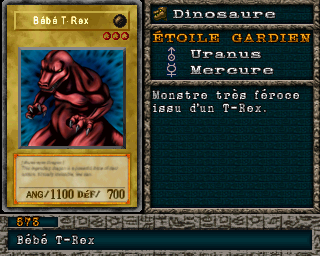 Bébé T-Rex
ANG/1100 DéF/ 700
Dinosaure
ÉTOILE GARDIEN
Uranus
Mercure
Monstre très féroce
issu d'un T-Rex.
573
Bébé T-Rex